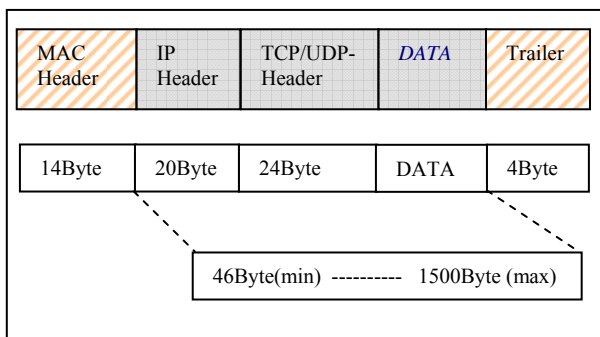 MAC Header
IP Header
TCP/UDP-Header
DATA
Trailer
14Byte
20Byte
24Byte
DATA
4Byte
46Byte(min) ---------- 1500Byte (max)